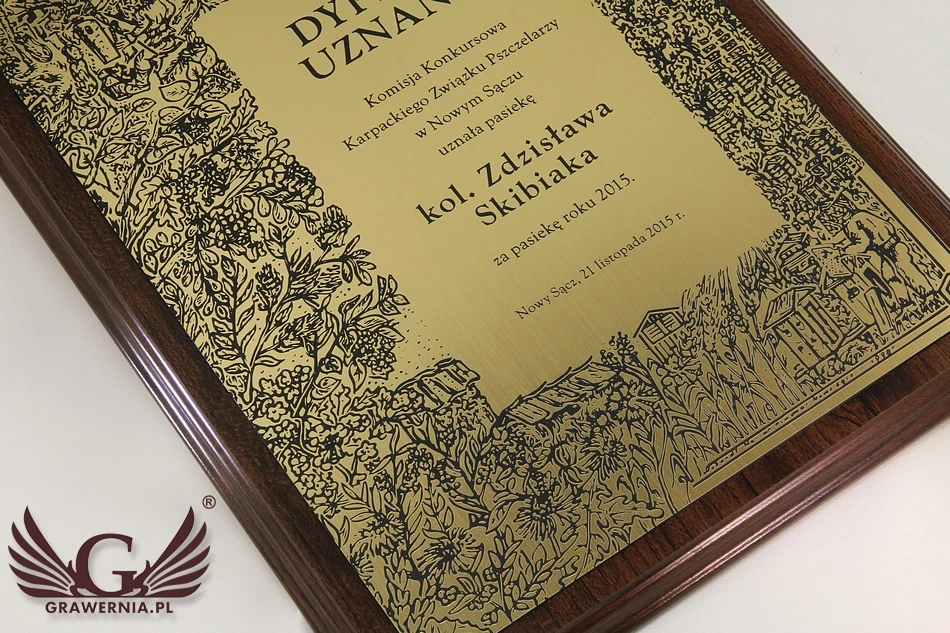 UZNAN
Komisja Konkursowa
Karpackiego Związku Pszczelarzy
w Nowym Sączu
uznała pasiekę
kol. Zdzisława
Skibiaka
za pasiekę roku 2015.
Nowy Sącz, 21 listopada 2015 r.
G
®
GRAWERNIA.PL